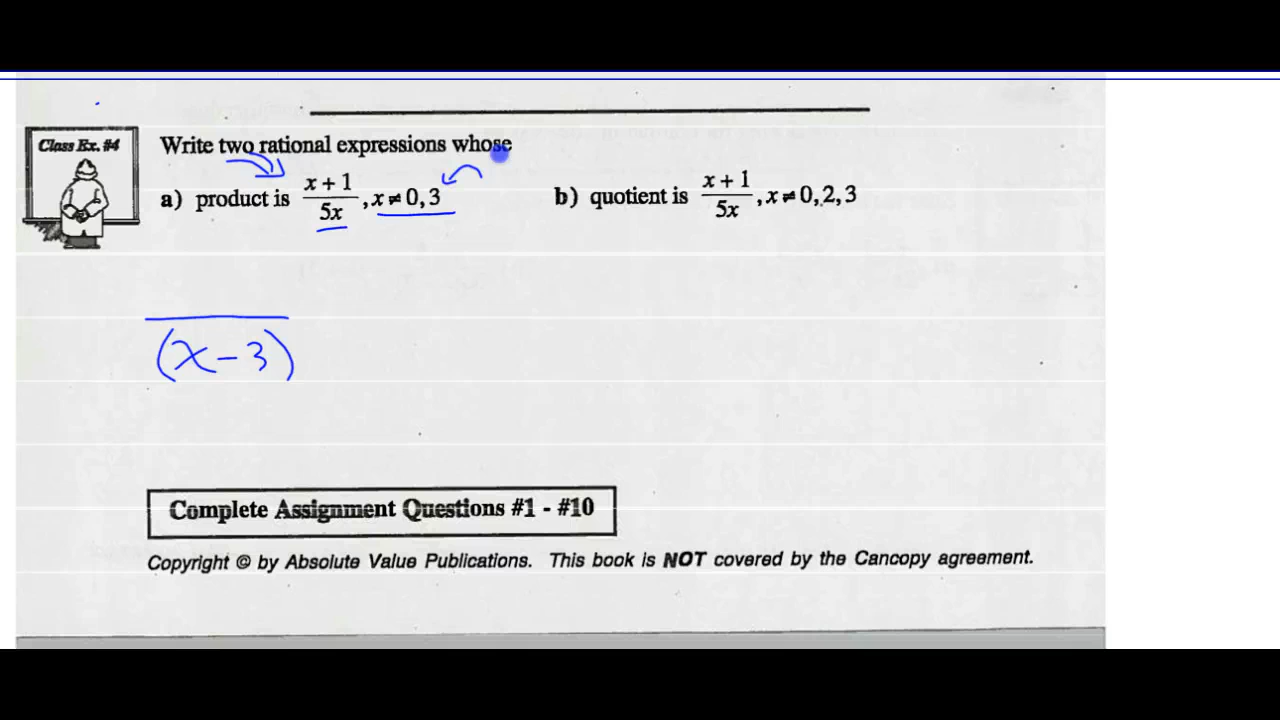 Class Ex. #4
Write two rational expressions whose
a) product is x + 1 / 5x , x ≠ 0, 3
b) quotient is x + 1 / 5x , x ≠ 0, 2, 3
(x - 3)
Complete Assignment Questions #1 - #10
Copyright © by Absolute Value Publications. This book is NOT covered by the Cancopy agreement.